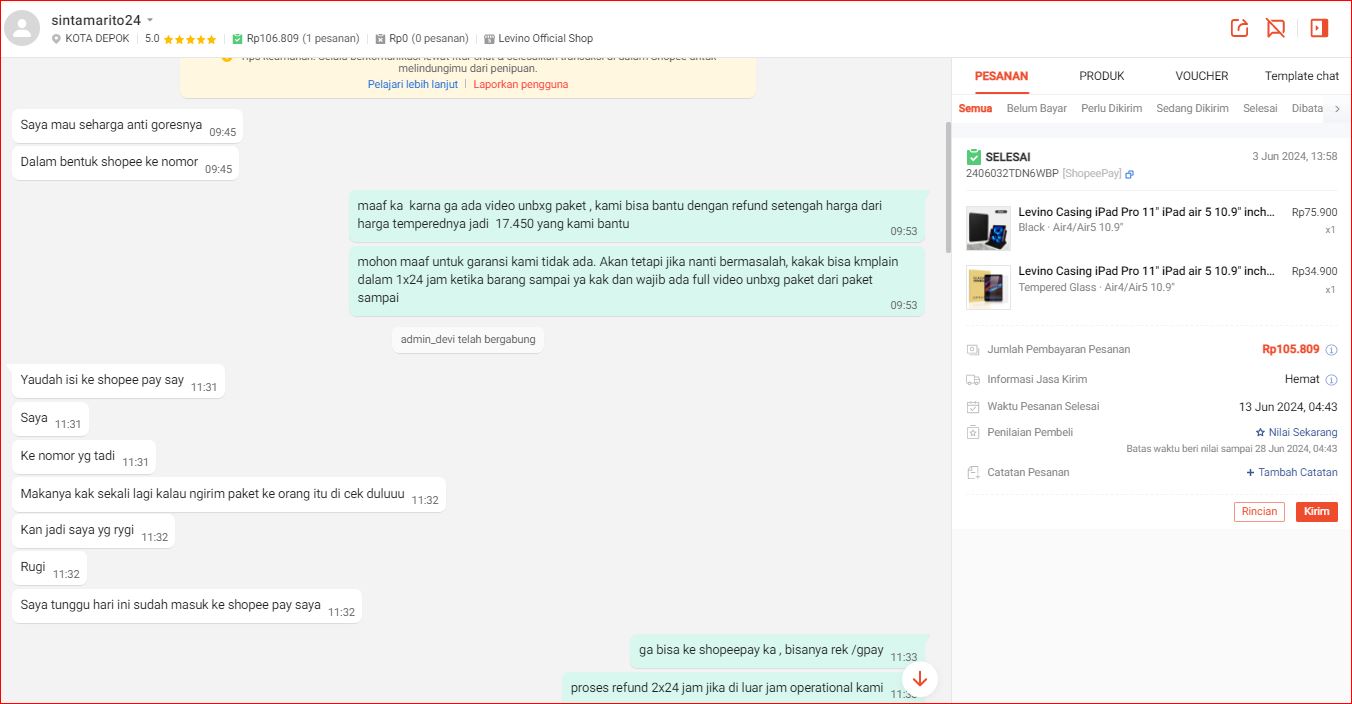 sintamarito24
KOTA DEPOK 5.0 Rp106.809 (1 pesanan) Rp0 (0 pesanan) Levino Official Shop
Tips Keamanan: Selalu berkomunikasi lewat fitur chat & selesaikan transaksi di dalam Shopee untuk
melindungimu dari penipuan.
Pelajari lebih lanjut Laporkan pengguna
Saya mau seharga anti goresnya 09:45
Dalam bentuk shopee ke nomor 09:45
maaf ka karna ga ada video unbxg paket , kami bisa bantu dengan refund setengah harga dari
harga temperednya jadi 17.450 yang kami bantu
09:53
mohon maaf untuk garansi kami tidak ada. Akan tetapi jika nanti bermasalah, kakak bisa kmplain
dalam 1x24 jam ketika barang sampai ya kak dan wajib ada full video unbxg paket dari paket
sampai
09:53
admin_devi telah bergabung
Yaudah isi ke shopee pay say 11:31
Saya 11:31
Ke nomor yg tadi 11:31
Makanya kak sekali lagi kalau ngirim paket ke orang itu di cek duluuu 11:32
Kan jadi saya yg rygi 11:32
Rugi 11:32
Saya tunggu hari ini sudah masuk ke shopee pay saya 11:32
ga bisa ke shopeepay ka , bisanya rek /gpay 11:33
proses refund 2x24 jam jika di luar jam operational kami
PESANAN PRODUK VOUCHER Template chat
Semua Belum Bayar Perlu Dikirim Sedang Dikirim Selesai Dibata
SELESAI 3 Jun 2024, 13:58
2406032TDN6WBP [ShopeePay]
Levino Casing iPad Pro 11" iPad air 5 10.9" inch... Rp75.900
Black · Air4/Air5 10.9" x1
Levino Casing iPad Pro 11" iPad air 5 10.9" inch... Rp34.900
Tempered Glass · Air4/Air5 10.9" x1
Jumlah Pembayaran Pesanan Rp105.809
Informasi Jasa Kirim Hemat
Waktu Pesanan Selesai 13 Jun 2024, 04:43
Penilaian Pembeli Nilai Sekarang
Batas waktu beri nilai sampai 28 Jun 2024, 04:43
Catatan Pesanan + Tambah Catatan
Rincian Kirim